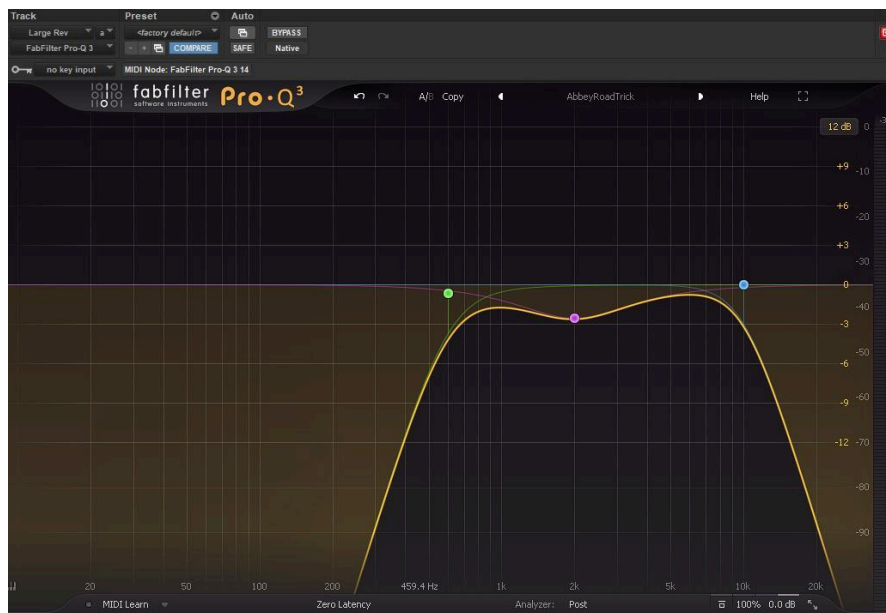 Track Preset Auto
Large Rev a <factory default> BYPASS
FabFilter Pro-Q 3 - + COMPARE SAFE Native
no key input MIDI Node: FabFilter Pro-Q 3 14
fabfilter Pro·Q³ A/B Copy AbbeyRoadTrick Help
software instruments
12 dB 0
+9 -10
+6 -20
+3 -30
0 -40
-3 -50
-6 -60
-9 -70
-12 -80
-90
20 50 100 200 459.4 Hz 1k 2k 5k 10k 20k
MIDI Learn Zero Latency Analyzer: Post 100% 0.0 dB